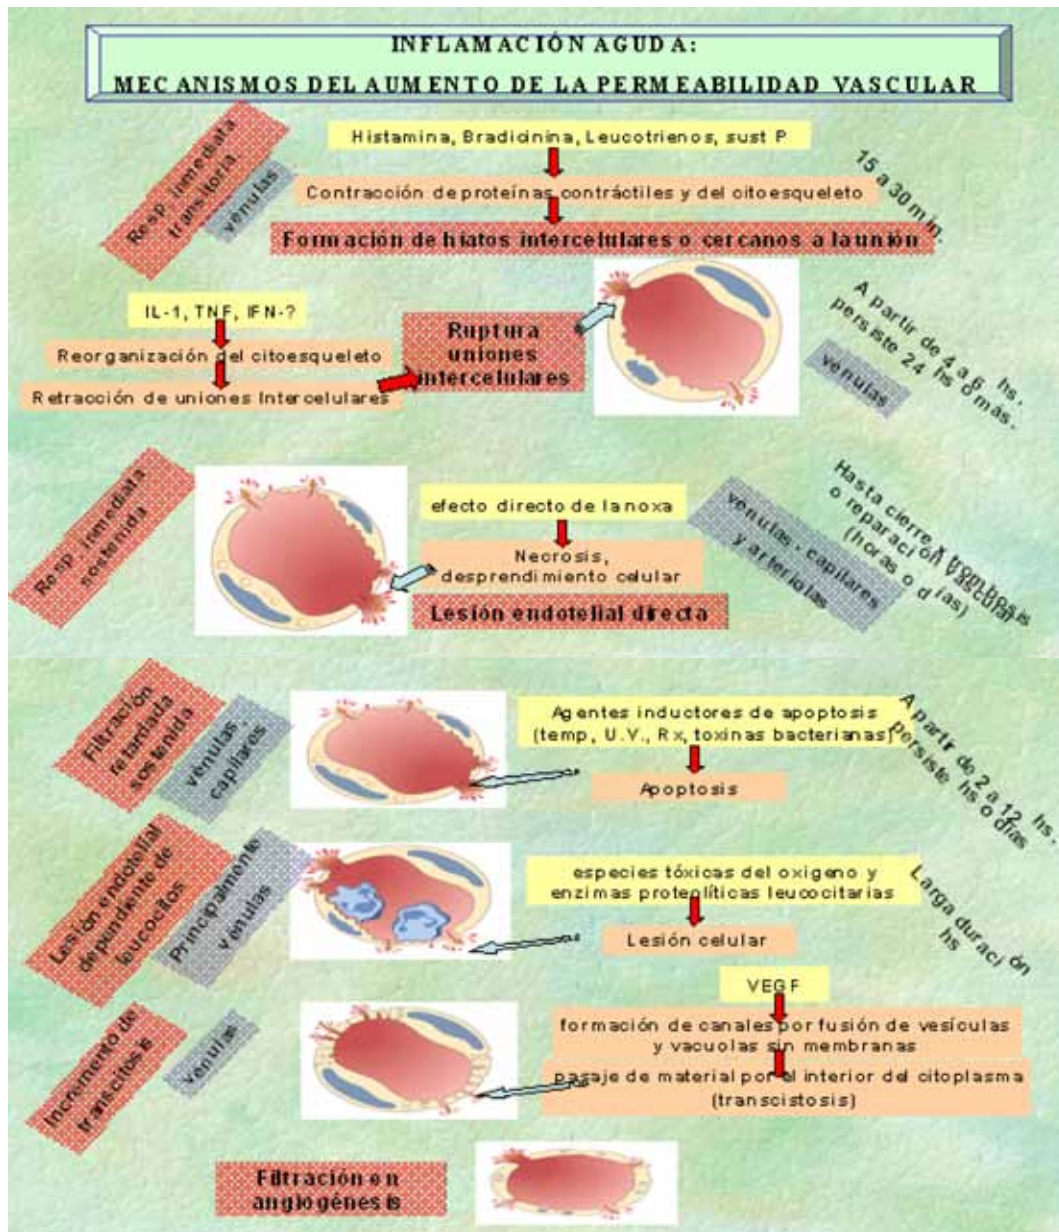 INFLAMACIÓN AGUDA:
MECANISMOS DEL AUMENTO DE LA PERMEABILIDAD VASCULAR
Resp. inmediata
transitoria.
vénulas
Histamina, Bradicinina, Leucotrienos, sust P
Contracción de proteínas contráctiles y del citoesqueleto
Formación de hiatos intercelulares o cercanos a la unión
15 a 30 min.
IL-1, TNF, IFN-?
Reorganización del citoesqueleto
Retracción de uniones Intercelulares
Ruptura
uniones
intercelulares
A partir de 4 a 6 hs.
persiste 24 hs o más.
vénulas
Resp. inmediata
sostenida
efecto directo de la noxa
Necrosis,
desprendimiento celular
Lesión endotelial directa
vénulas, capilares
y arteriolas
Hasta cierre x trombosis
o reparación vascular
(horas o días)
Filtración
retardada
sostenida
vénulas,
capilares
Agentes inductores de apoptosis
(temp, U.V., Rx, toxinas bacterianas)
Apoptosis
A partir de 2 a 12 hs.
persiste hs o días
Lesión endotelial
dependiente de
leucocitos
Principalmente
vénulas
especies tóxicas del oxigeno y
enzimas proteolíticas leucocitarias
Lesión celular
Larga duración
hs
Incremento de
transcitosis
vénulas
VEGF
formación de canales por fusión de vesículas
y vacuolas sin membranas
pasaje de material por el interior del citoplasma
(transcistosis)
Filtración en
angiogénesis